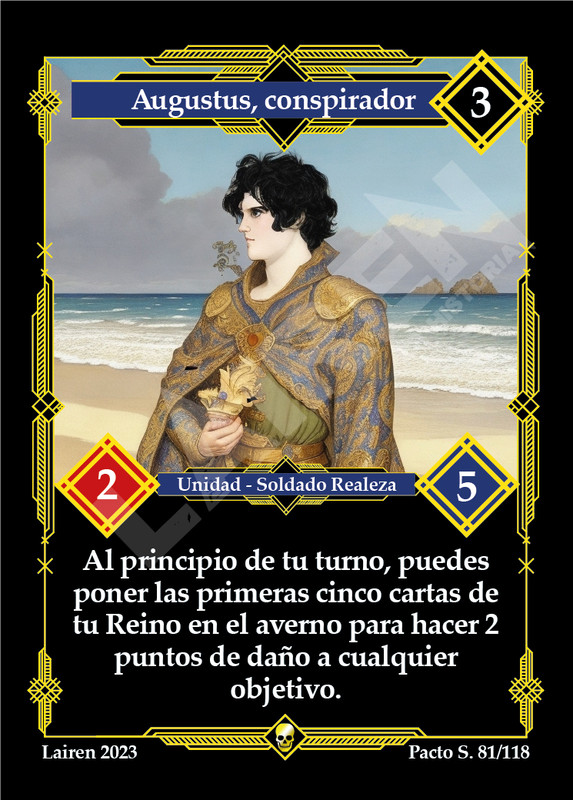 Augustus, conspirador
3
2
Unidad - Soldado Realeza
5
Al principio de tu turno, puedes
poner las primeras cinco cartas de
tu Reino en el averno para hacer 2
puntos de daño a cualquier
objetivo.
Lairen 2023
Pacto S. 81/118